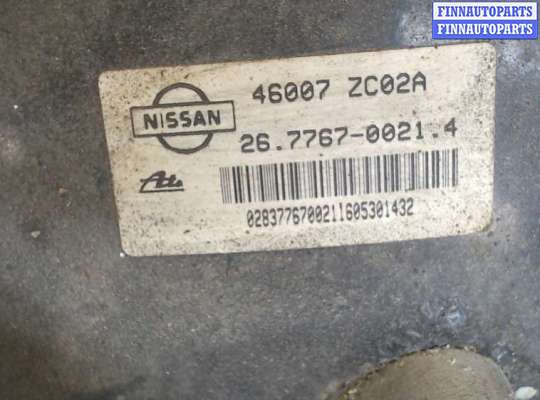 FINNAUTOPARTS
FINNAUTOPARTS
46007 ZC02A
NISSAN
26.7767-0021.4
Ate
0283776700211605301432